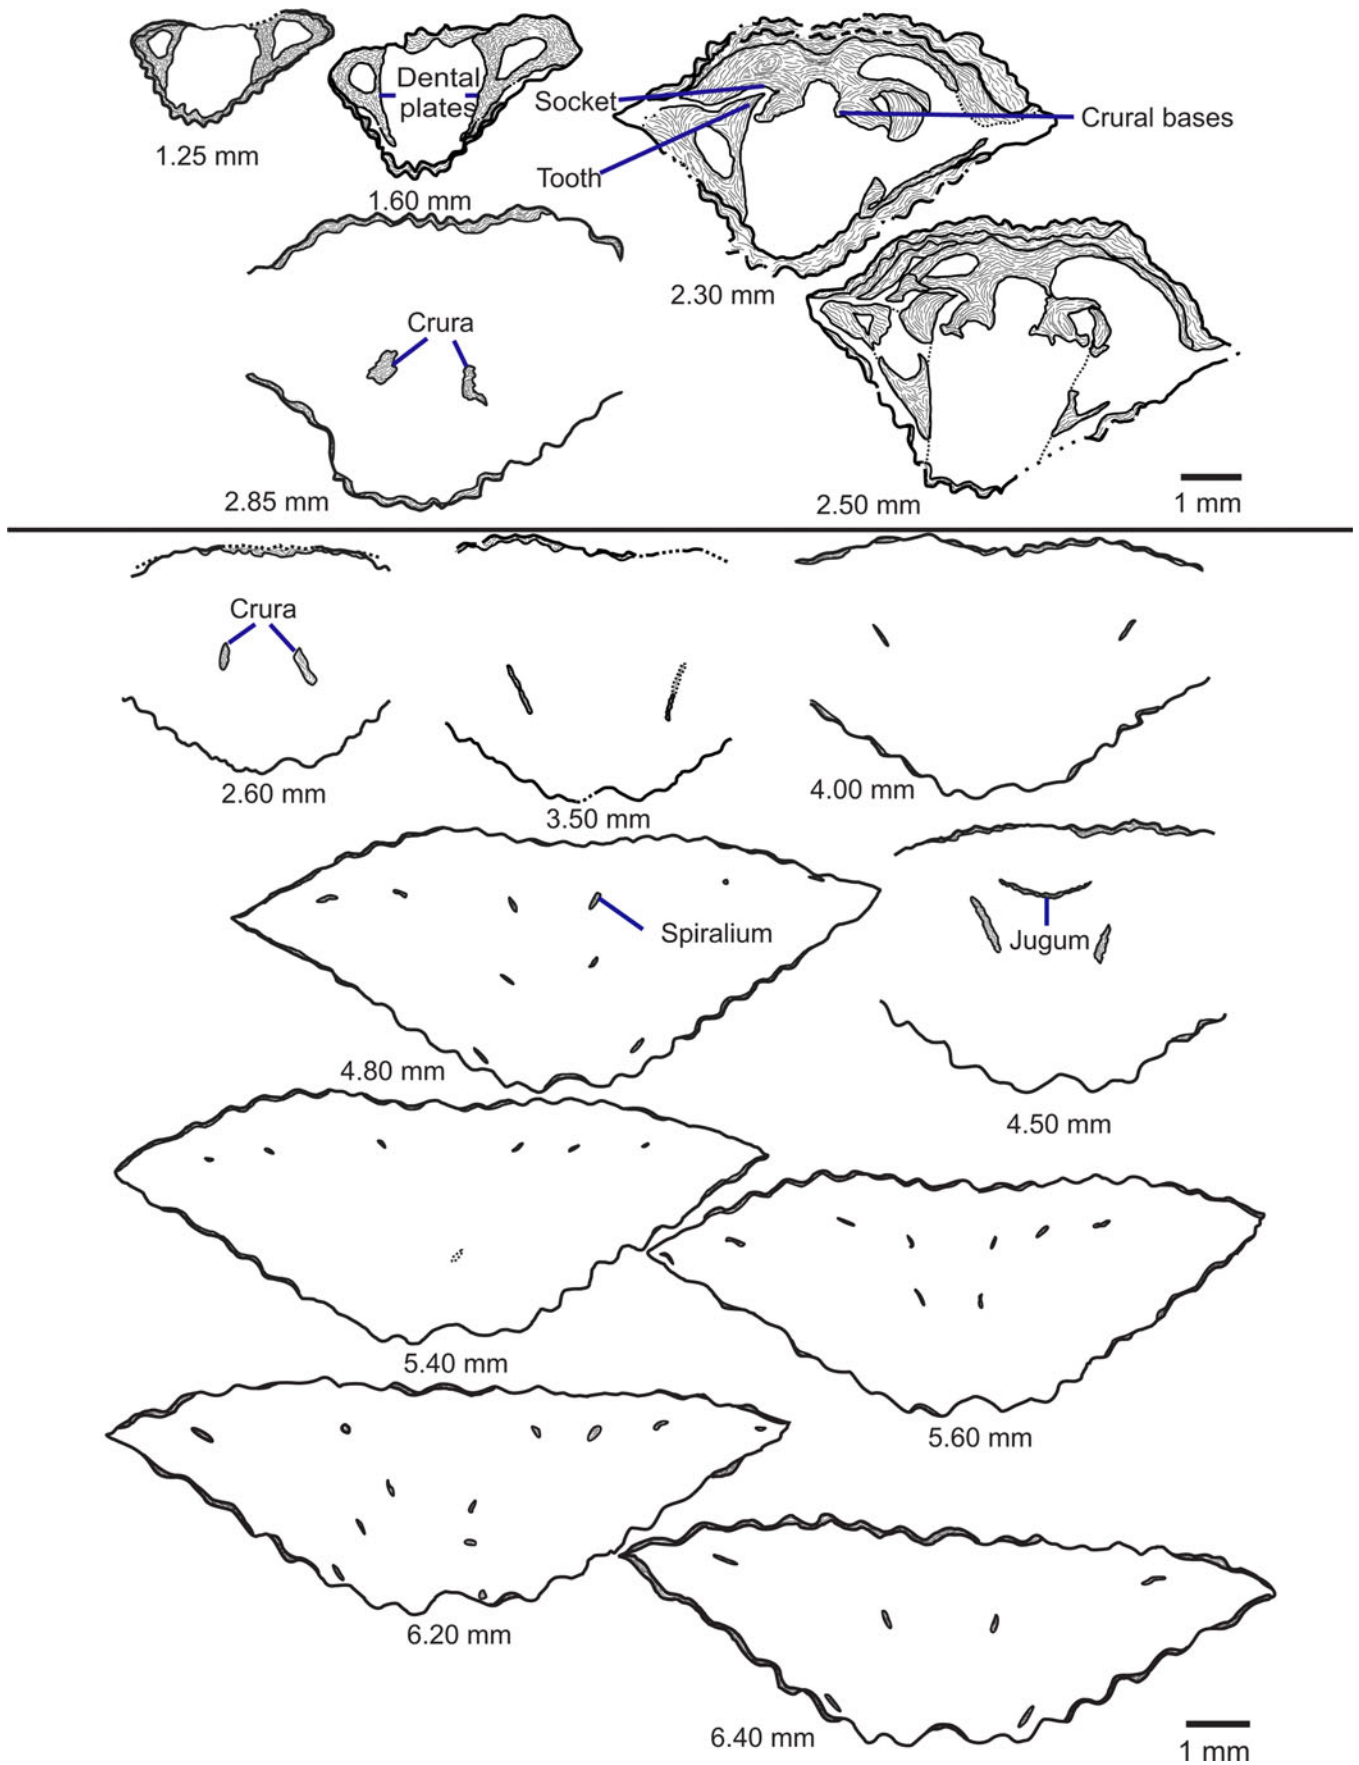 Dental
plates
1.25 mm
1.60 mm
Socket
Tooth
Crural bases
2.30 mm
Crura
2.85 mm
2.50 mm
1 mm
Crura
2.60 mm
3.50 mm
4.00 mm
Spiralium
Jugum
4.80 mm
4.50 mm
5.40 mm
5.60 mm
6.20 mm
6.40 mm
1 mm